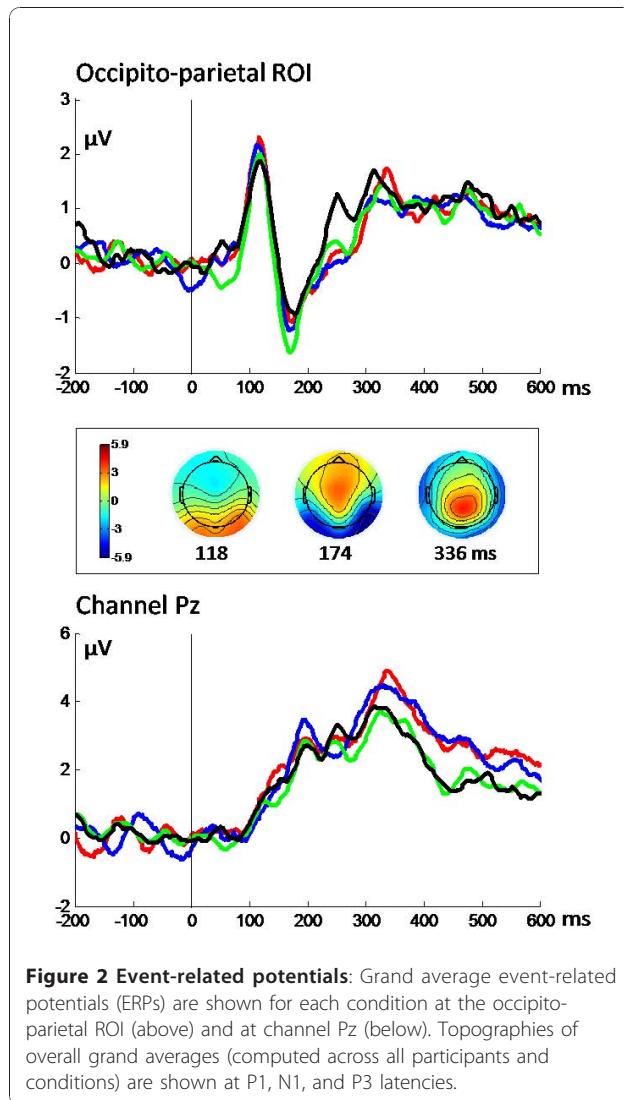 Occipito-parietal ROI
3
µV
2
1
0
-1
-2
-200 -100 0 100 200 300 400 500 600 ms
5.9
3
0
-3
-5.9
118 174 336 ms
Channel Pz
6
µV
4
2
0
-2
-200 -100 0 100 200 300 400 500 600 ms
Figure 2 Event-related potentials: Grand average event-related
potentials (ERPs) are shown for each condition at the occipito-
parietal ROI (above) and at channel Pz (below). Topographies of
overall grand averages (computed across all participants and
conditions) are shown at P1, N1, and P3 latencies.